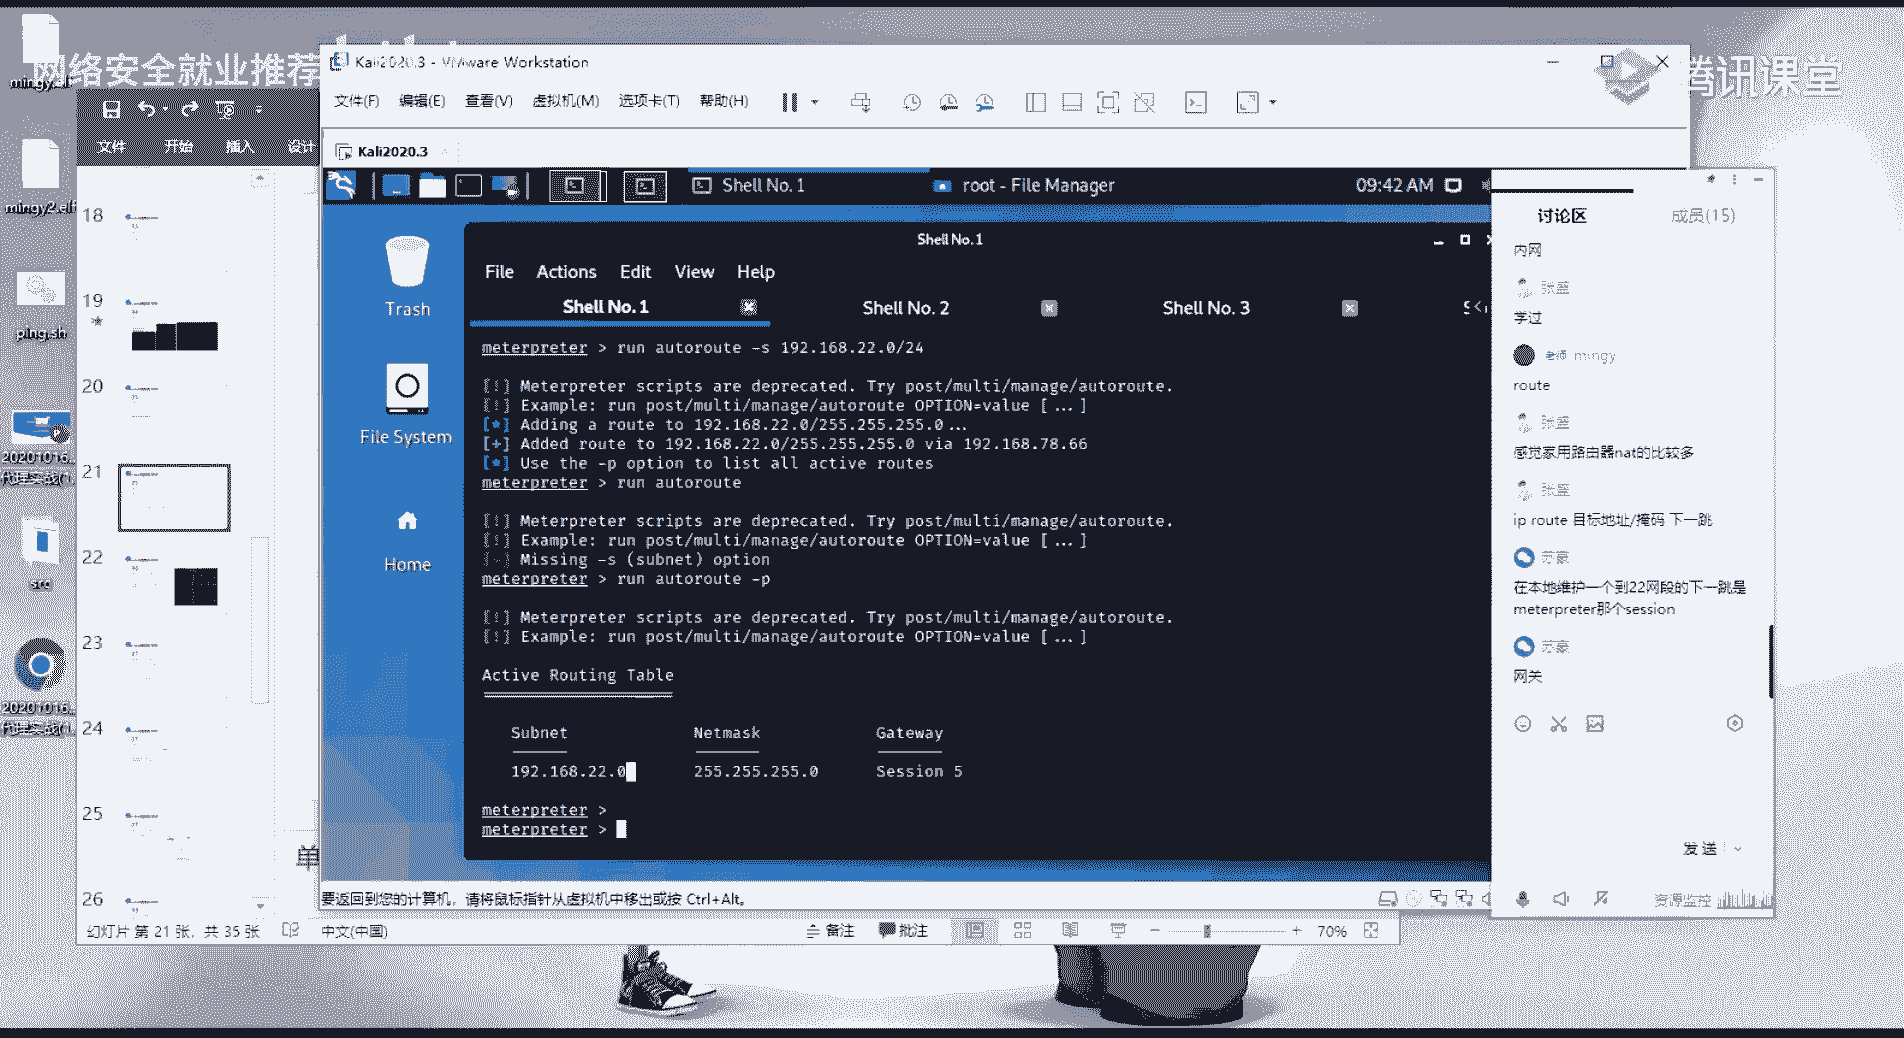 网络安全就业推荐
腾讯课堂
mingy.elf
mingy2.elf
ping.sh
20201016...
代理实战(1...
src
20201016...
代理实战(1...
文件
开始
插入
设计
18
19
20
21
22
23
24
25
26
单
幻灯片 第 21 张，共 35 张
中文(中国)
备注
批注
70%
Kali2020.3 - VMware Workstation
文件(F)
编辑(E)
查看(V)
虚拟机(M)
选项卡(T)
帮助(H)
Kali2020.3
Shell No. 1
root - File Manager
09:42 AM
Trash
File System
Home
Shell No.1
File
Actions
Edit
View
Help
Shell No. 1
Shell No. 2
Shell No. 3
meterpreter > run autoroute -s 192.168.22.0/24
[!] Meterpreter scripts are deprecated. Try post/multi/manage/autoroute.
[!] Example: run post/multi/manage/autoroute OPTION=value [ ... ]
[*] Adding a route to 192.168.22.0/255.255.255.0 ...
[+] Added route to 192.168.22.0/255.255.255.0 via 192.168.78.66
[*] Use the -p option to list all active routes
meterpreter > run autoroute
[!] Meterpreter scripts are deprecated. Try post/multi/manage/autoroute.
[!] Example: run post/multi/manage/autoroute OPTION=value [ ... ]
[-] Missing -s (subnet) option
meterpreter > run autoroute -p
[!] Meterpreter scripts are deprecated. Try post/multi/manage/autoroute.
[!] Example: run post/multi/manage/autoroute OPTION=value [ ... ]
Active Routing Table
Subnet Netmask Gateway
192.168.22.0 255.255.255.0 Session 5
meterpreter >
meterpreter >
要返回到您的计算机，请将鼠标指针从虚拟机中移出或按 Ctrl+Alt。
讨论区
成员(15)
内网
学过
老师 mingy
route
感觉家用路由器nat的比较多
ip route 目标地址/掩码 下一跳
苏豪
在本地维护一个到22网段的下一跳是
meterpreter那个session
苏豪
网关
发送
资源监控